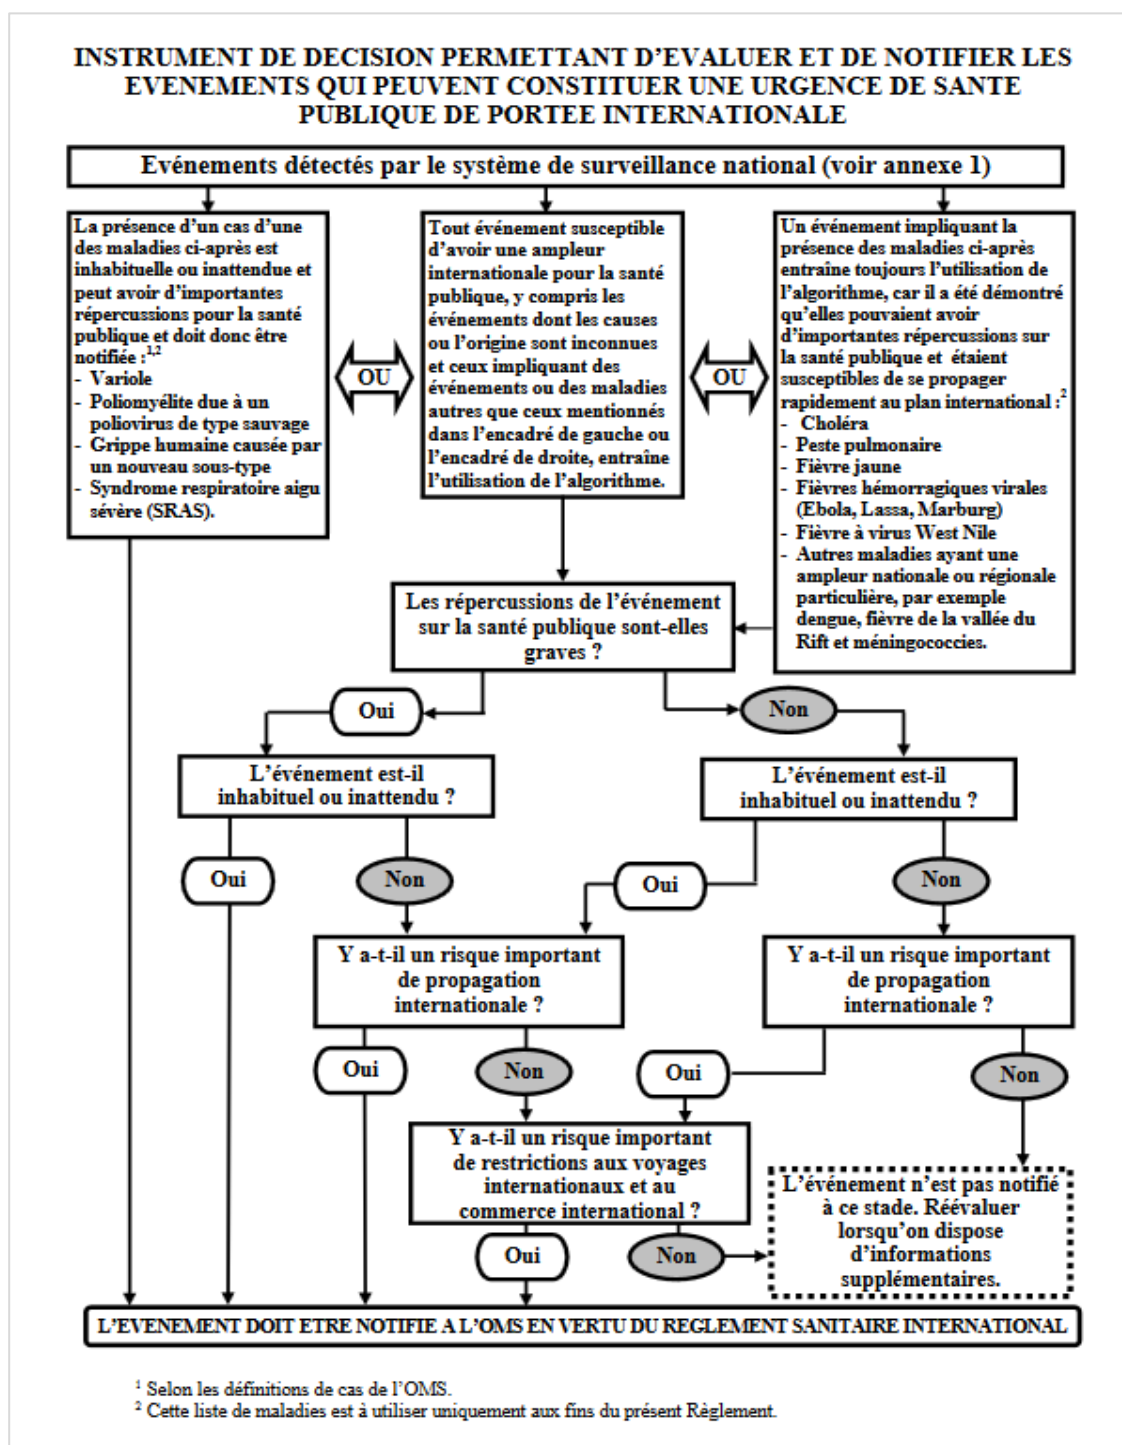 INSTRUMENT DE DECISION PERMETTANT D'EVALUER ET DE NOTIFIER LES
EVENEMENTS QUI PEUVENT CONSTITUER UNE URGENCE DE SANTE
PUBLIQUE DE PORTEE INTERNATIONALE
Evénements détectés par le système de surveillance national (voir annexe 1)
La présence d'un cas d'une
des maladies ci-après est
inhabituelle ou inattendue et
peut avoir d'importantes
répercussions pour la santé
publique et doit donc être
notifiée :1,2
- Variole
- Poliomyélite due à un
poliovirus de type sauvage
- Grippe humaine causée par
un nouveau sous-type
- Syndrome respiratoire aigu
sévère (SRAS).
OU
Tout événement susceptible
d'avoir une ampleur
internationale pour la santé
publique, y compris les
événements dont les causes
ou l'origine sont inconnues
et ceux impliquant des
événements ou des maladies
autres que ceux mentionnés
dans l'encadré de gauche ou
l'encadré de droite, entraîne
l'utilisation de l'algorithme.
OU
Un événement impliquant la
présence des maladies ci-après
entraîne toujours l'utilisation de
l'algorithme, car il a été démontré
qu'elles pouvaient avoir
d'importantes répercussions sur
la santé publique et étaient
susceptibles de se propager
rapidement au plan international :2
- Choléra
- Peste pulmonaire
- Fièvre jaune
- Fièvres hémorragiques virales
(Ebola, Lassa, Marburg)
- Fièvre à virus West Nile
- Autres maladies ayant une
ampleur nationale ou régionale
particulière, par exemple
dengue, fièvre de la vallée du
Rift et méningococcies.
Les répercussions de l'événement
sur la santé publique sont-elles
graves ?
Oui
Non
L'événement est-il
inhabituel ou inattendu ?
L'événement est-il
inhabituel ou inattendu ?
Oui
Non
Oui
Non
Y a-t-il un risque important
de propagation
internationale ?
Y a-t-il un risque important
de propagation
internationale ?
Oui
Non
Oui
Non
Y a-t-il un risque important
de restrictions aux voyages
internationaux et au
commerce international ?
L'événement n'est pas notifié
à ce stade. Réévaluer
lorsqu'on dispose
d'informations
supplémentaires.
Oui
Non
L'EVENEMENT DOIT ETRE NOTIFIE A L'OMS EN VERTU DU REGLEMENT SANITAIRE INTERNATIONAL
1 Selon les définitions de cas de l'OMS.
2 Cette liste de maladies est à utiliser uniquement aux fins du présent Règlement.